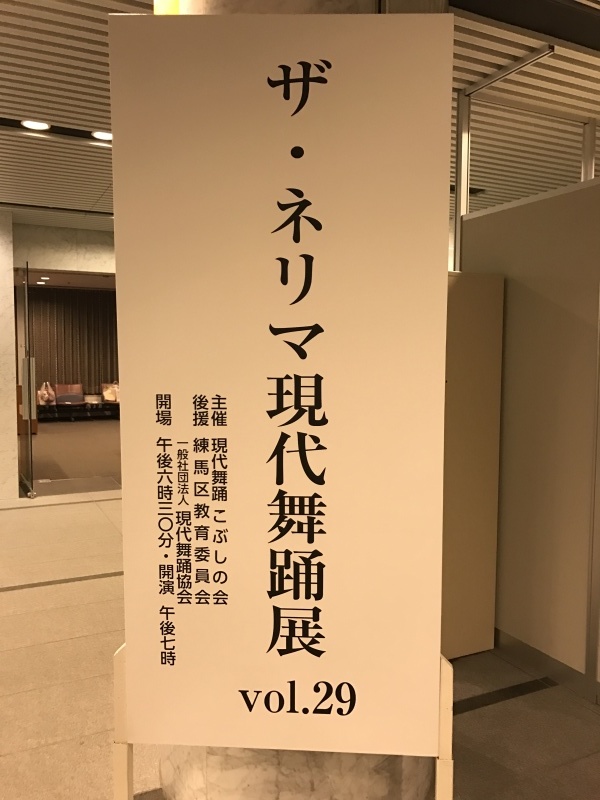 ザ・ネリマ現代舞踊展
vol.29
主催 現代舞踊 こぶしの会
後援 練馬区教育委員会
一般社団法人 現代舞踊協会
開場 午後六時三〇分・開演 午後七時